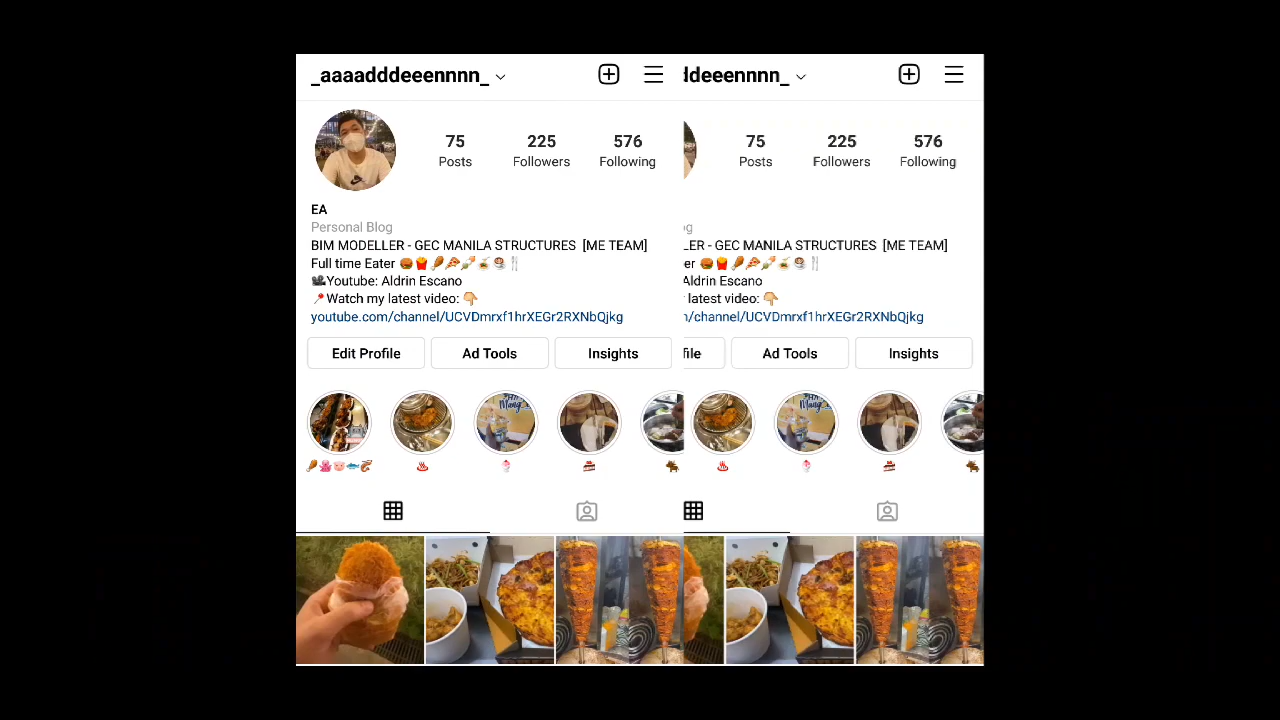 _aaaadddeeennnn_
ddeeennnn_
75
225
576
75
225
576
Posts
Followers
Following
Posts
Followers
Following
EA
Personal Blog
g
BIM MODELLER - GEC MANILA STRUCTURES [ME TEAM]
LER - GEC MANILA STRUCTURES [ME TEAM]
Full time Eater 🍔🍟🍗🍕🍢🍝☕🍴
er 🍔🍟🍗🍕🍢🍝☕🍴
🎥Youtube: Aldrin Escano
Aldrin Escano
📍Watch my latest video: 👇🏼
latest video: 👇🏼
youtube.com/channel/UCVDmrxf1hrXEGr2RXNbQjkg
/channel/UCVDmrxf1hrXEGr2RXNbQjkg
Edit Profile
Ad Tools
Insights
file
Ad Tools
Insights